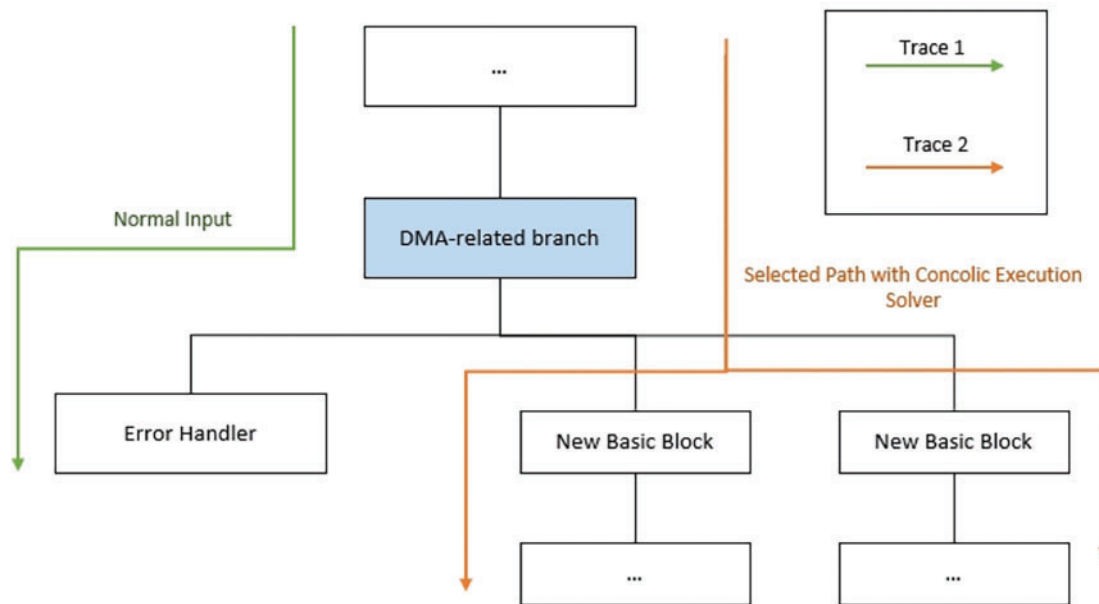 ...
Trace 1
Trace 2
Normal Input
DMA-related branch
Selected Path with Concolic Execution
Solver
Error Handler
New Basic Block
New Basic Block
...
...